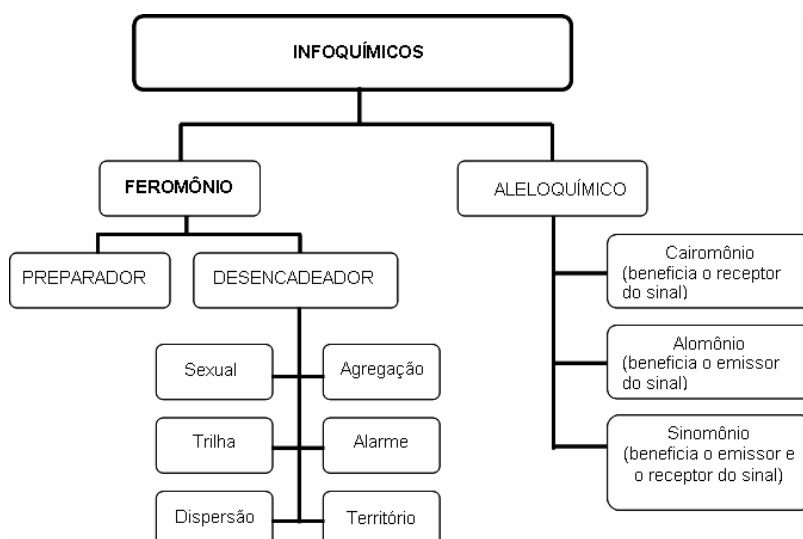 INFOQUÍMICOS
FEROMÔNIO
ALELOQUÍMICO
PREPARADOR
DESENCADEADOR
Sexual
Agregação
Trilha
Alarme
Dispersão
Território
Cairomônio
(beneficia o receptor
do sinal)
Alomônio
(beneficia o emissor
do sinal)
Sinomônio
(beneficia o emissor e
o receptor do sinal)